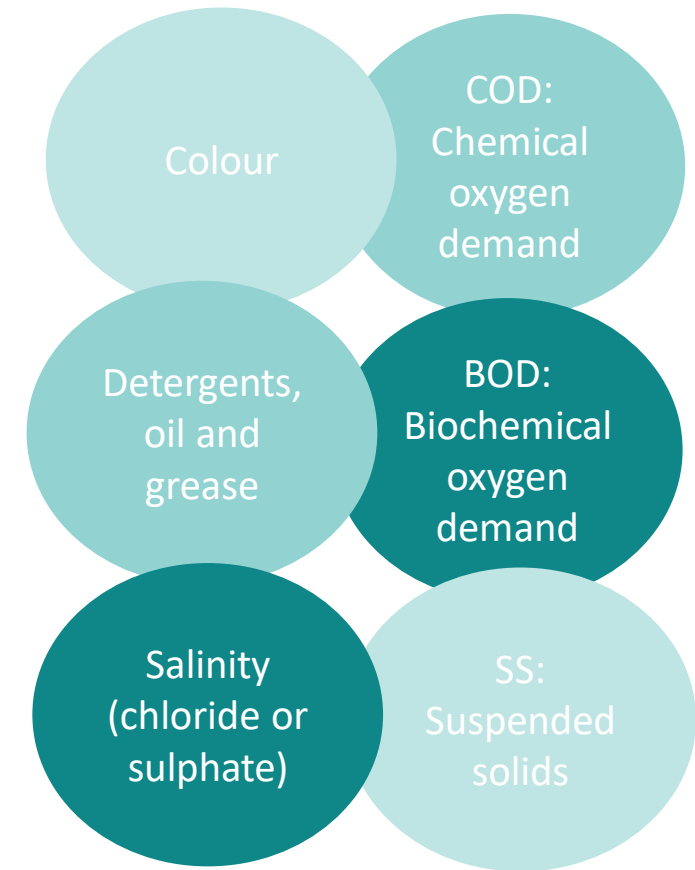 Colour
COD:
Chemical
oxygen
demand
Detergents,
oil and
grease
BOD:
Biochemical
oxygen
demand
Salinity
(chloride or
sulphate)
SS:
Suspended
solids